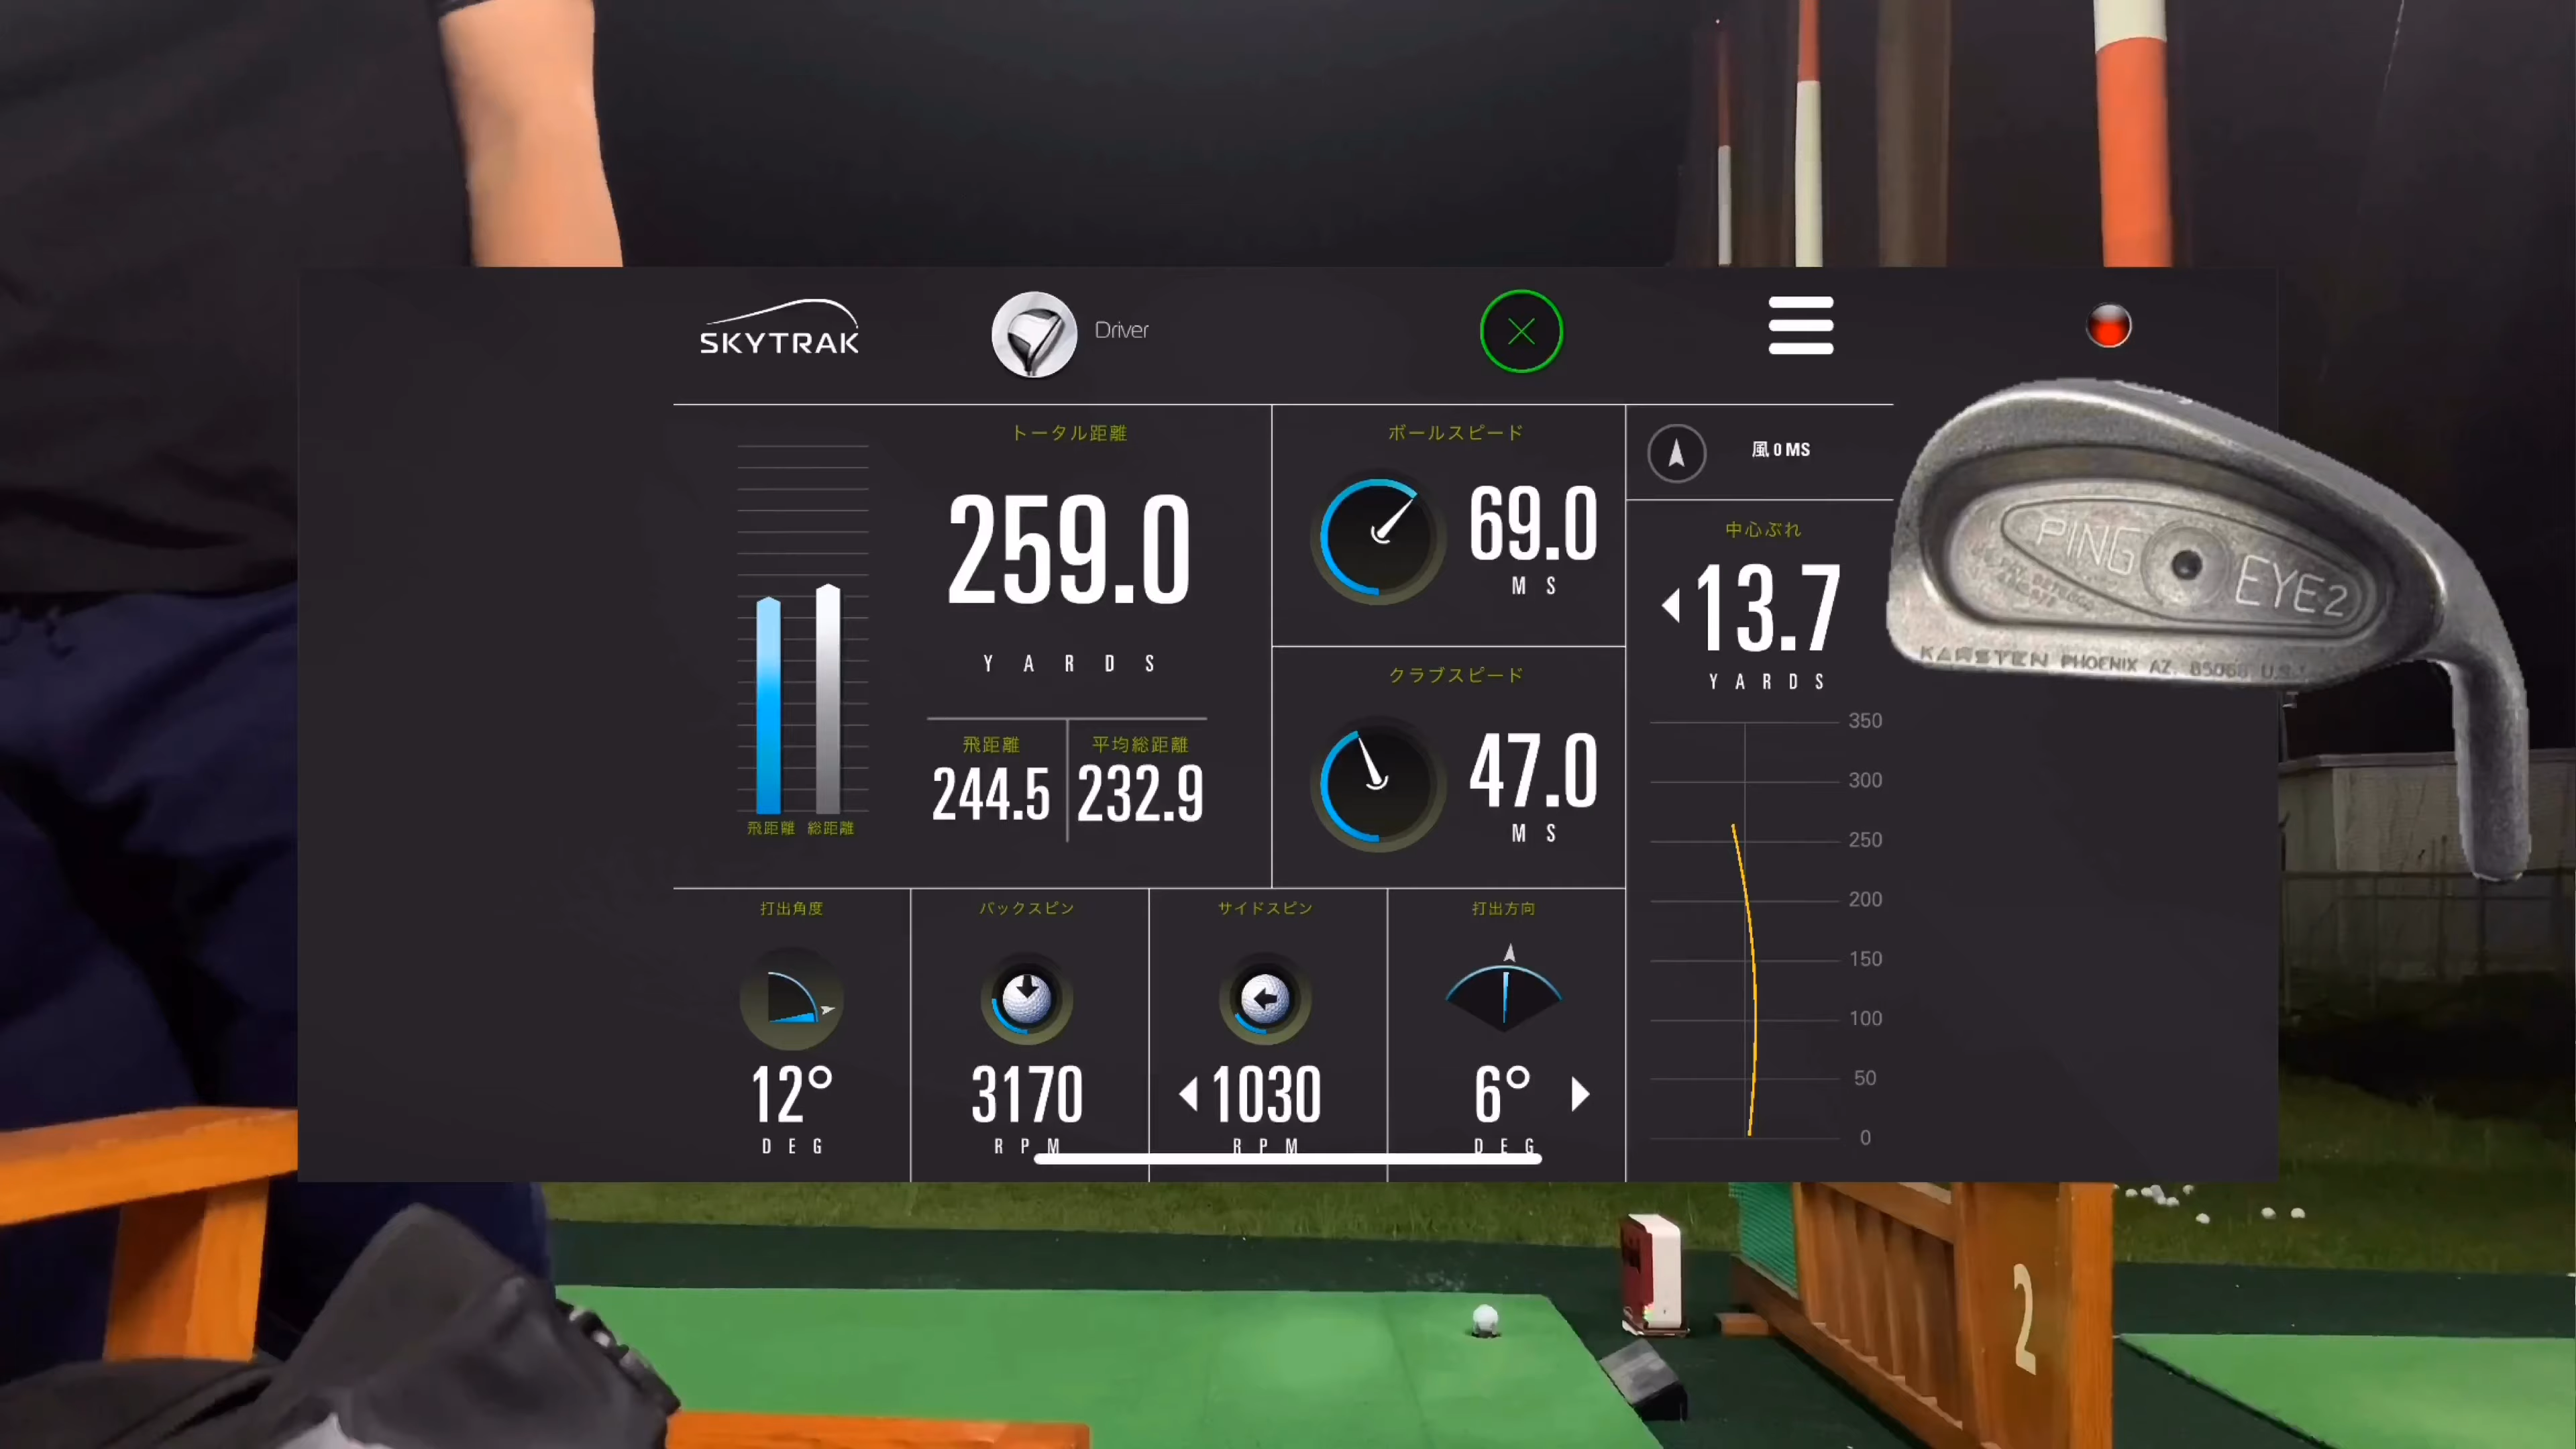 SKYTRAK
Driver
トータル距離
259.0
YARDS
飛距離
244.5
平均総距離
232.9
飛距離 総距離
ボールスピード
69.0
MS
クラブスピード
47.0
MS
風 0 MS
中心ぶれ
13.7
YARDS
350
300
250
200
150
100
50
0
打出角度
12°
DEG
バックスピン
3170
RPM
サイドスピン
1030
RPM
打出方向
6°
DEG
PING EYE2
KARSTEN PHOENIX AZ. 85068 U.S.A.
2